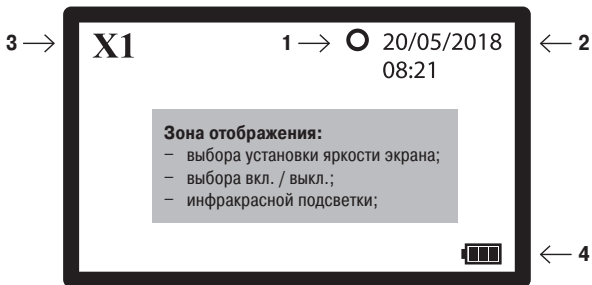 3 X1 1 20/05/2018 2
08:21
Зона отображения:
– выбора установки яркости экрана;
– выбора вкл. / выкл.;
– инфракрасной подсветки;
4